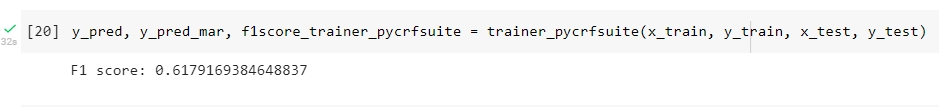 [20] y_pred, y_pred_mar, f1score_trainer_pycrfsuite = trainer_pycrfsuite(x_train, y_train, x_test, y_test)
32s
F1 score: 0.6179169384648837